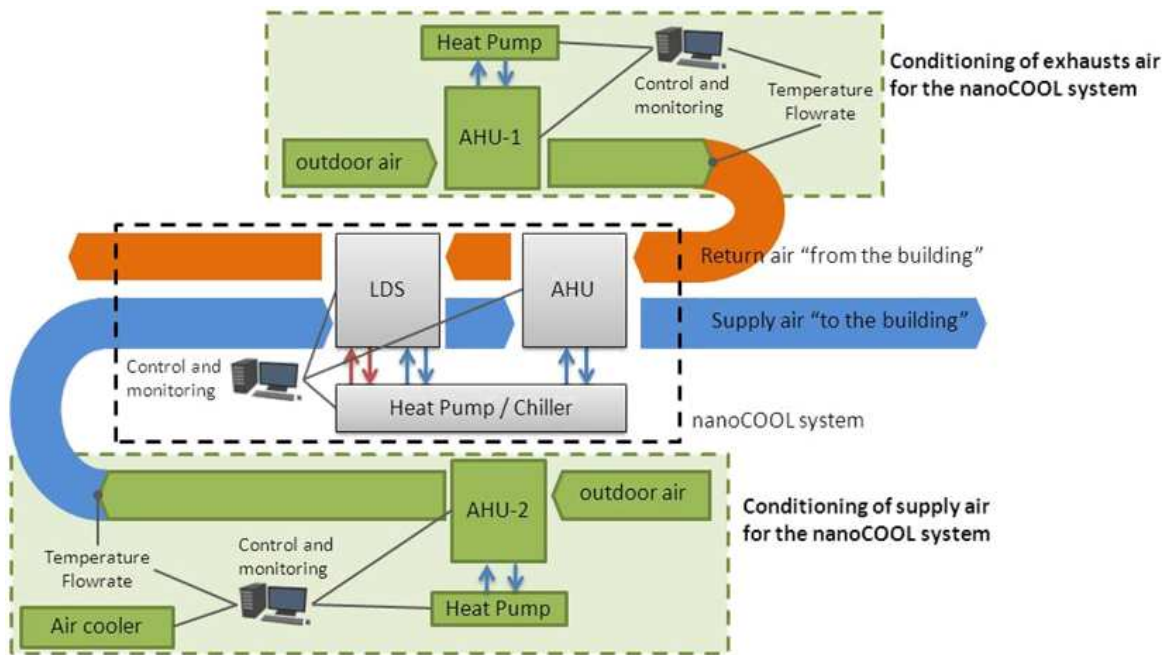 Heat Pump
Control and
monitoring
Conditioning of exhausts air
for the nanoCOOL system
Temperature
Flowrate
AHU-1
outdoor air
LDS
AHU
Return air “from the building”
Supply air “to the building”
Control and
monitoring
Heat Pump / Chiller
nanoCOOL system
AHU-2
outdoor air
Conditioning of supply air
for the nanoCOOL system
Control and
monitoring
Temperature
Flowrate
Heat Pump
Air cooler